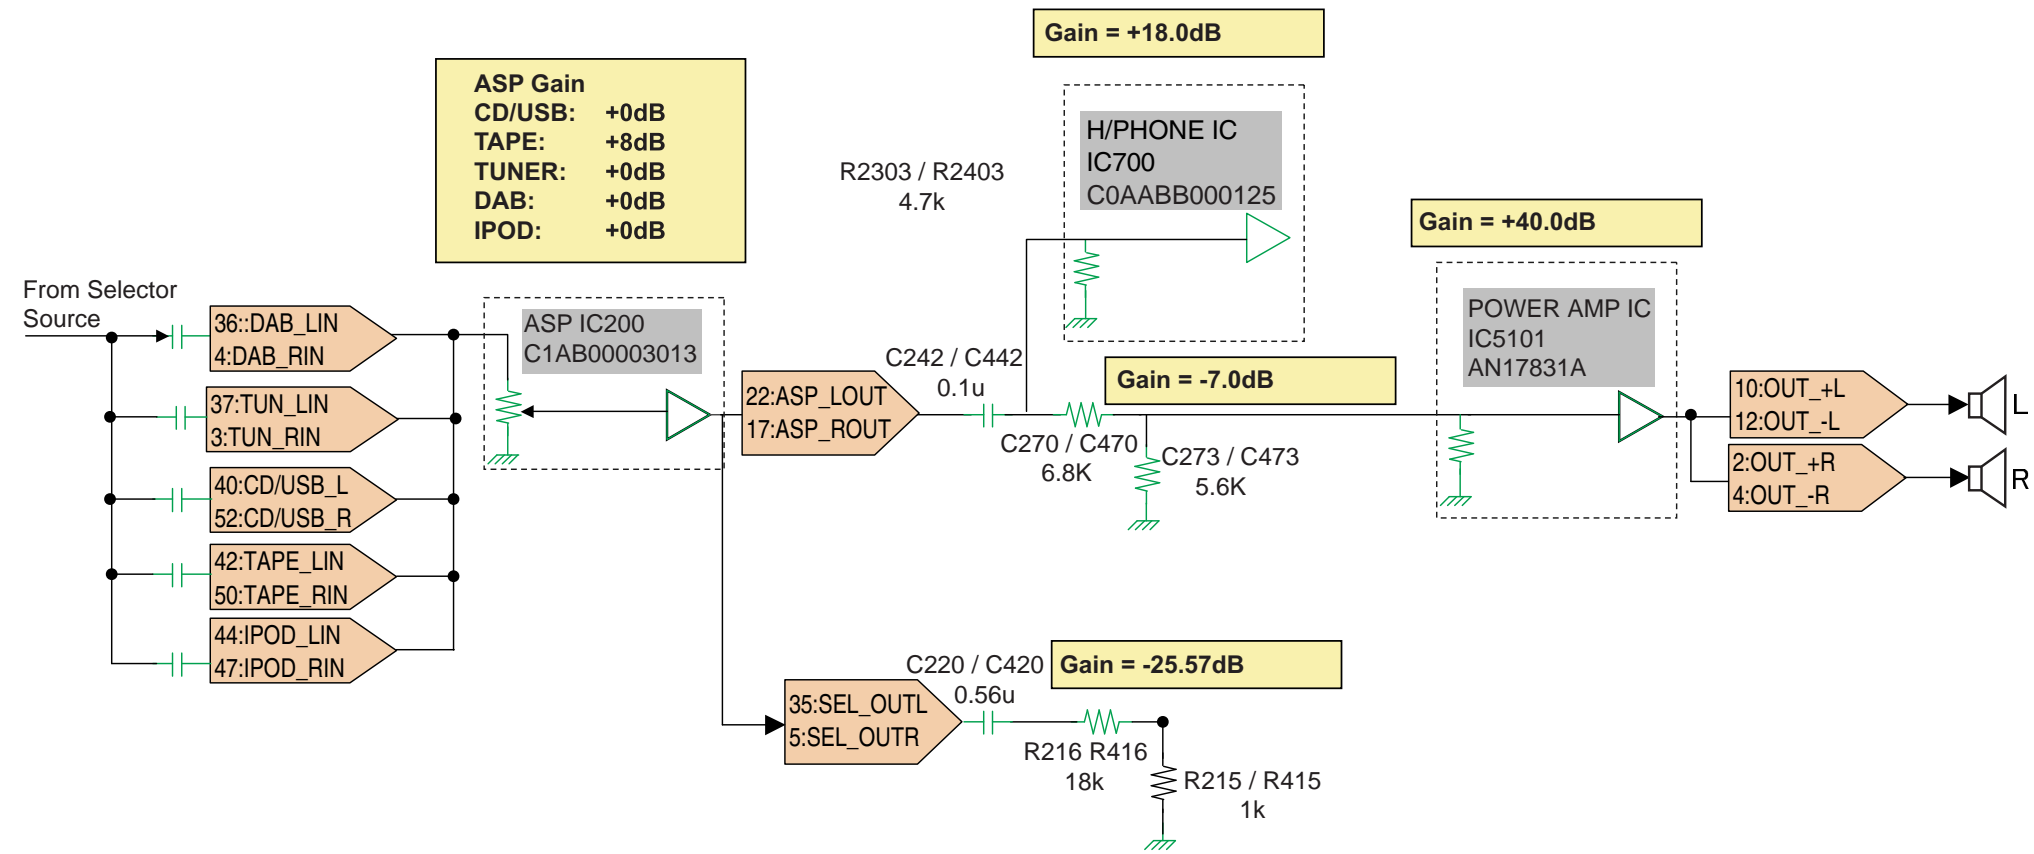 Gain = +18.0dB
ASP Gain
CD/USB: +0dB
TAPE: +8dB
TUNER: +0dB
DAB: +0dB
IPOD: +0dB
H/PHONE IC
IC700
C0AABB000125
R2303 / R2403
4.7k
Gain = +40.0dB
From Selector
Source
36::DAB_LIN
4:DAB_RIN
ASP IC200
C1AB00003013
POWER AMP IC
IC5101
AN17831A
C242 / C442
0.1u
Gain = -7.0dB
37:TUN_LIN
3:TUN_RIN
22:ASP_LOUT
17:ASP_ROUT
10:OUT_+L
12:OUT_-L
L
C270 / C470
6.8K
C273 / C473
5.6K
2:OUT_+R
4:OUT_-R
R
40:CD/USB_L
52:CD/USB_R
42:TAPE_LIN
50:TAPE_RIN
44:IPOD_LIN
47:IPOD_RIN
C220 / C420
0.56u
Gain = -25.57dB
35:SEL_OUTL
5:SEL_OUTR
R216 R416
18k
R215 / R415
1k